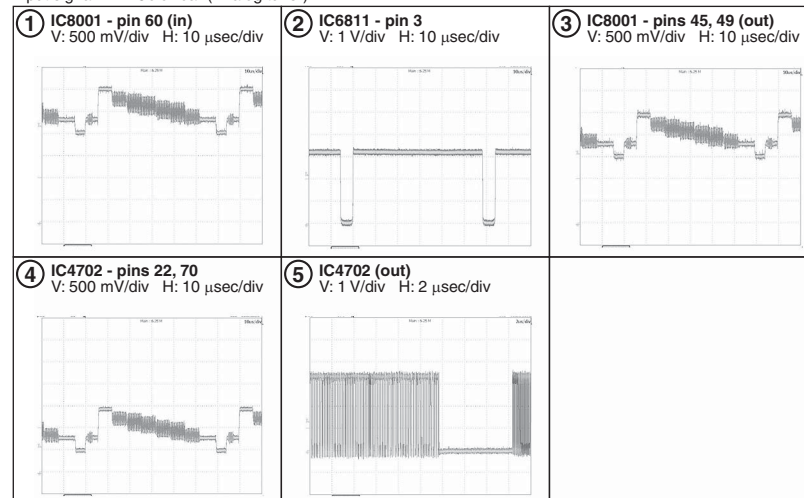 ① IC8001 - pin 60 (in)
V: 500 mV/div H: 10 μsec/div
② IC6811 - pin 3
V: 1 V/div H: 10 μsec/div
③ IC8001 - pins 45, 49 (out)
V: 500 mV/div H: 10 μsec/div
④ IC4702 - pins 22, 70
V: 500 mV/div H: 10 μsec/div
⑤ IC4702 (out)
V: 1 V/div H: 2 μsec/div